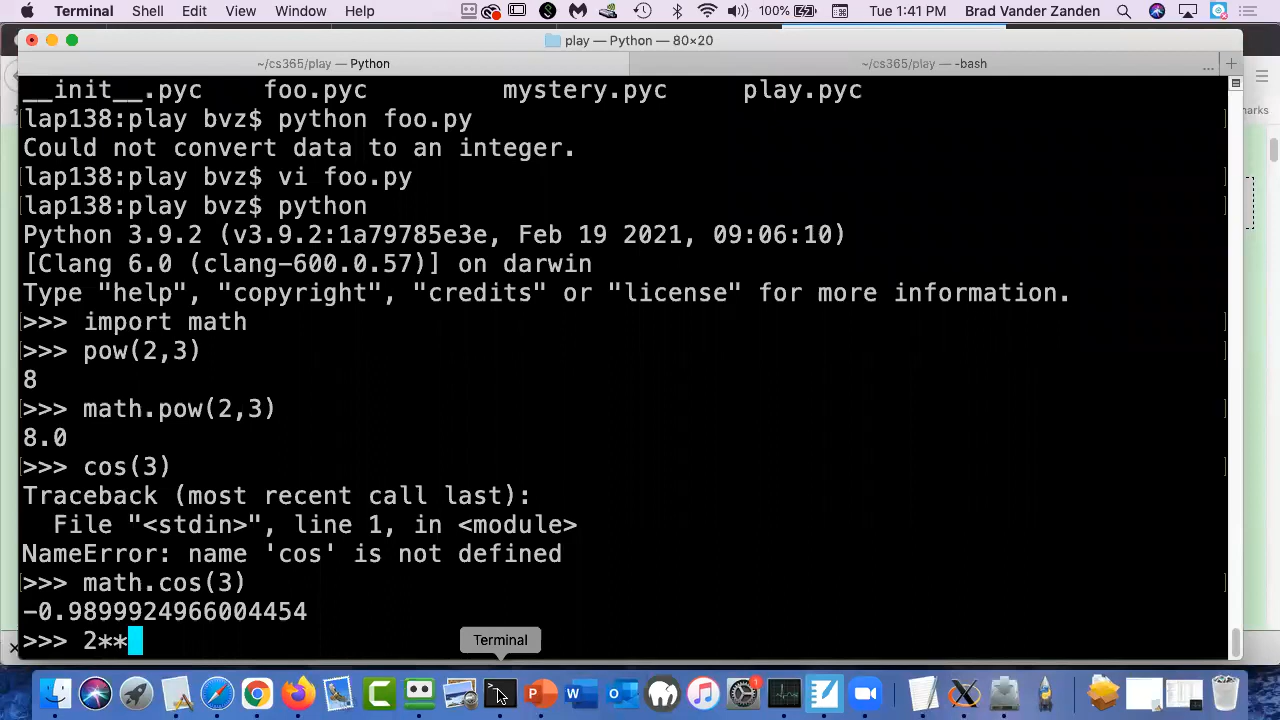 Terminal Shell Edit View Window Help 100% Tue 1:41 PM Brad Vander Zanden
play — Python — 80×20
~/cs365/play — Python ~/cs365/play — -bash
__init__.pyc foo.pyc mystery.pyc play.pyc
lap138:play bvz$ python foo.py
Could not convert data to an integer.
lap138:play bvz$ vi foo.py
lap138:play bvz$ python
Python 3.9.2 (v3.9.2:1a79785e3e, Feb 19 2021, 09:06:10)
[Clang 6.0 (clang-600.0.57)] on darwin
Type "help", "copyright", "credits" or "license" for more information.
>>> import math
>>> pow(2,3)
8
>>> math.pow(2,3)
8.0
>>> cos(3)
Traceback (most recent call last):
  File "<stdin>", line 1, in <module>
NameError: name 'cos' is not defined
>>> math.cos(3)
-0.9899924966004454
>>> 2**
Terminal